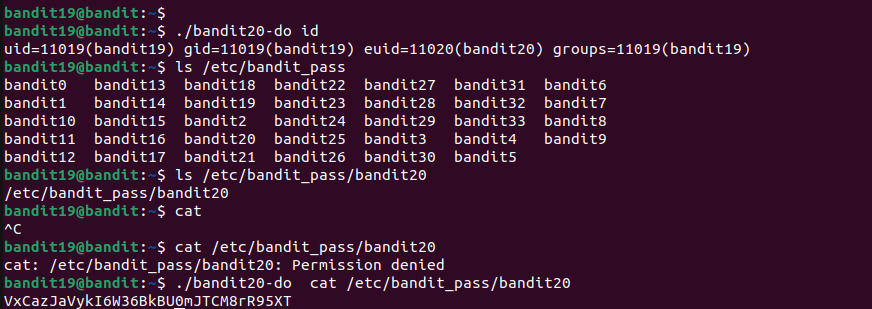 bandit19@bandit:~$
bandit19@bandit:~$ ./bandit20-do id
uid=11019(bandit19) gid=11019(bandit19) euid=11020(bandit20) groups=11019(bandit19)
bandit19@bandit:~$ ls /etc/bandit_pass
bandit0   bandit13  bandit18  bandit22  bandit27  bandit31  bandit6
bandit1   bandit14  bandit19  bandit23  bandit28  bandit32  bandit7
bandit10  bandit15  bandit2   bandit24  bandit29  bandit33  bandit8
bandit11  bandit16  bandit20  bandit25  bandit3   bandit4   bandit9
bandit12  bandit17  bandit21  bandit26  bandit30  bandit5
bandit19@bandit:~$ ls /etc/bandit_pass/bandit20
/etc/bandit_pass/bandit20
bandit19@bandit:~$ cat
^C
bandit19@bandit:~$ cat /etc/bandit_pass/bandit20
cat: /etc/bandit_pass/bandit20: Permission denied
bandit19@bandit:~$ ./bandit20-do  cat /etc/bandit_pass/bandit20
VxCazJaVykI6W36BkBU0mJTCM8rR95XT